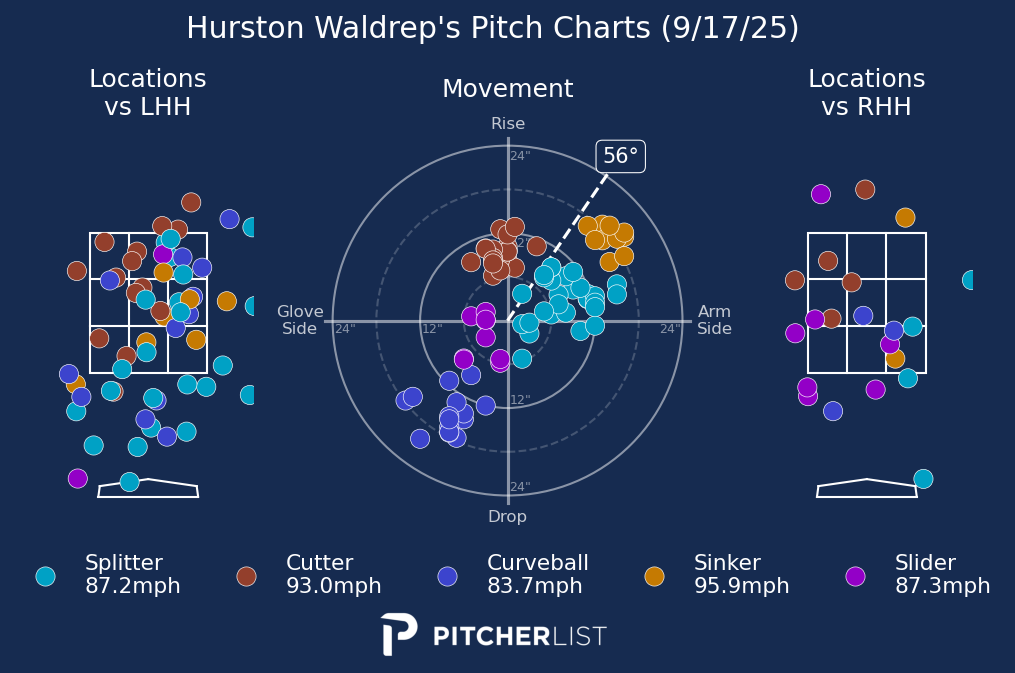 Hurston Waldrep's Pitch Charts (9/17/25)
Locations
vs LHH
Movement
Locations
vs RHH
Rise
24"
56°
12"
Glove
Side
24"
12"
24"
Arm
Side
12"
24"
Drop
Splitter
87.2mph
Cutter
93.0mph
Curveball
83.7mph
Sinker
95.9mph
Slider
87.3mph
PITCHERLIST